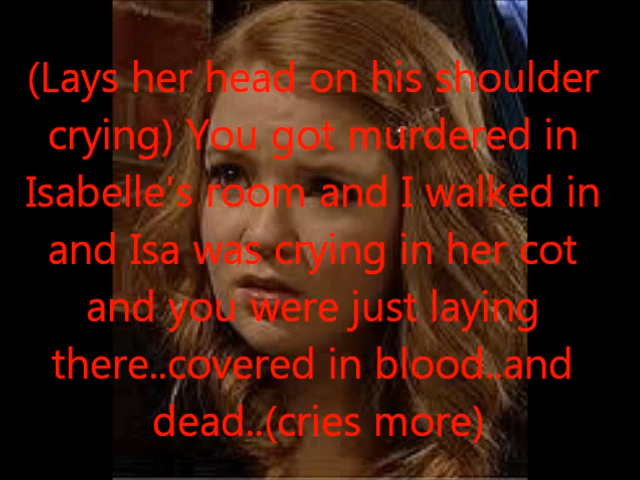 (Lays her head on his shoulder
crying) You got murdered in
Isabelle's room and I walked in
and Isa was crying in her cot
and you were just laying
there..covered in blood..and
dead..(cries more)